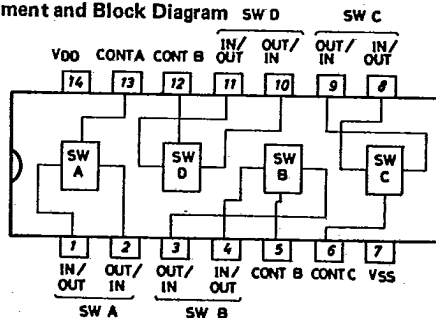 ment and Block Diagram SW D SW C
VDD CONTA CONT B IN/OUT OUT/IN OUT/IN IN/OUT
14 13 12 11 10 9 8
SW A SW D SW B SW C
1 2 3 4 5 6 7
IN/OUT OUT/IN OUT/IN IN/OUT CONT B CONTC VSS
SW A SW B